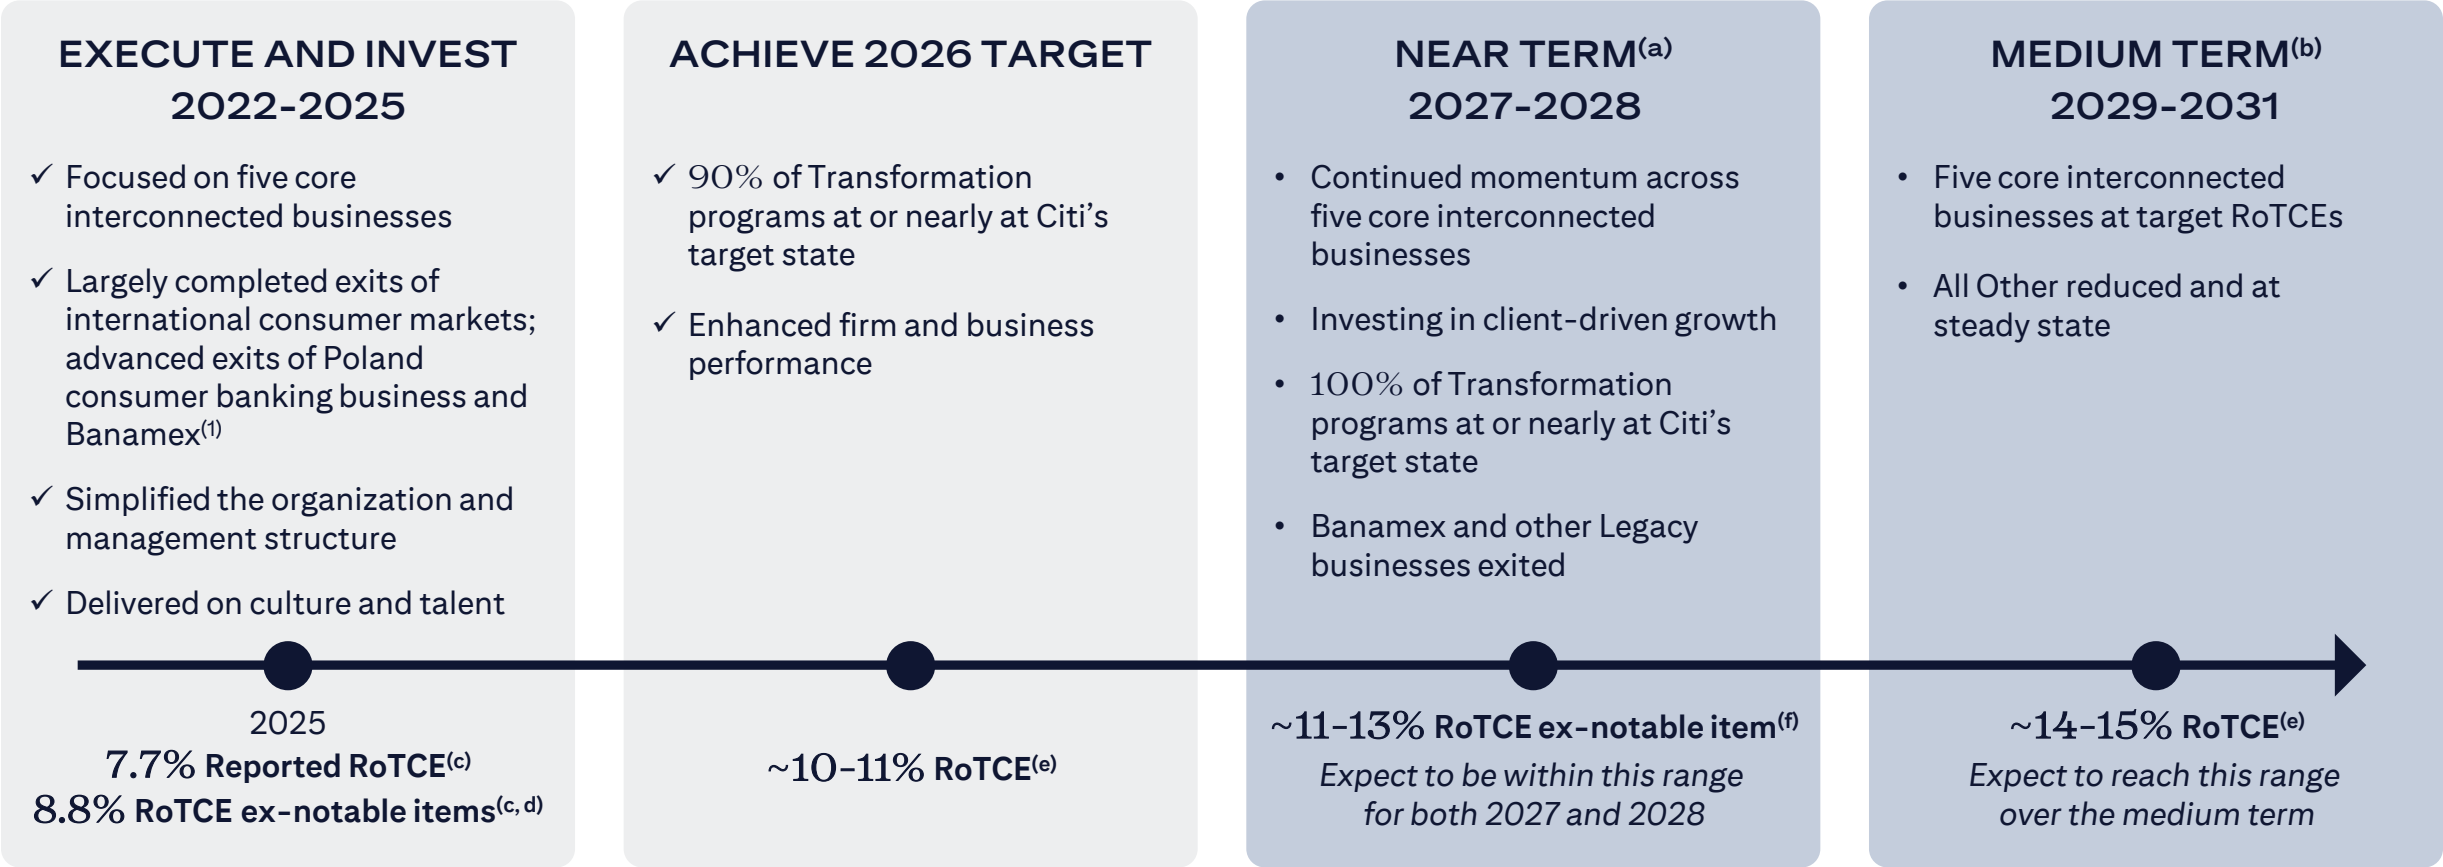 EXECUTE AND INVEST
2022-2025
✓ Focused on five core
interconnected businesses
✓ Largely completed exits of
international consumer markets;
advanced exits of Poland
consumer banking business and
Banamex(1)
✓ Simplified the organization and
management structure
✓ Delivered on culture and talent
2025
7.7% Reported RoTCE(c)
8.8% RoTCE ex-notable items(c, d)
ACHIEVE 2026 TARGET
✓ 90% of Transformation
programs at or nearly at Citi’s
target state
✓ Enhanced firm and business
performance
~10-11% RoTCE(e)
NEAR TERM(a)
2027-2028
• Continued momentum across
five core interconnected
businesses
• Investing in client-driven growth
• 100% of Transformation
programs at or nearly at Citi’s
target state
• Banamex and other Legacy
businesses exited
~11-13% RoTCE ex-notable item(f)
Expect to be within this range
for both 2027 and 2028
MEDIUM TERM(b)
2029-2031
• Five core interconnected
businesses at target RoTCEs
• All Other reduced and at
steady state
~14-15% RoTCE(e)
Expect to reach this range
over the medium term